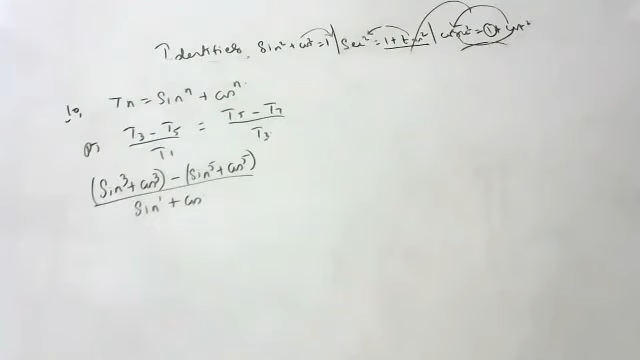 Identities, Sin² + cos² = 1 | Sec² = 1 + tan² | cosec² = 1 + cot²
10, Tn = Sinⁿ + cosⁿ.
P, T₃ - T₅ / T₁ = T₅ - T₇ / T₃
(Sin³ + cos³) - (Sin⁵ + cos⁵) / Sin¹ + cos